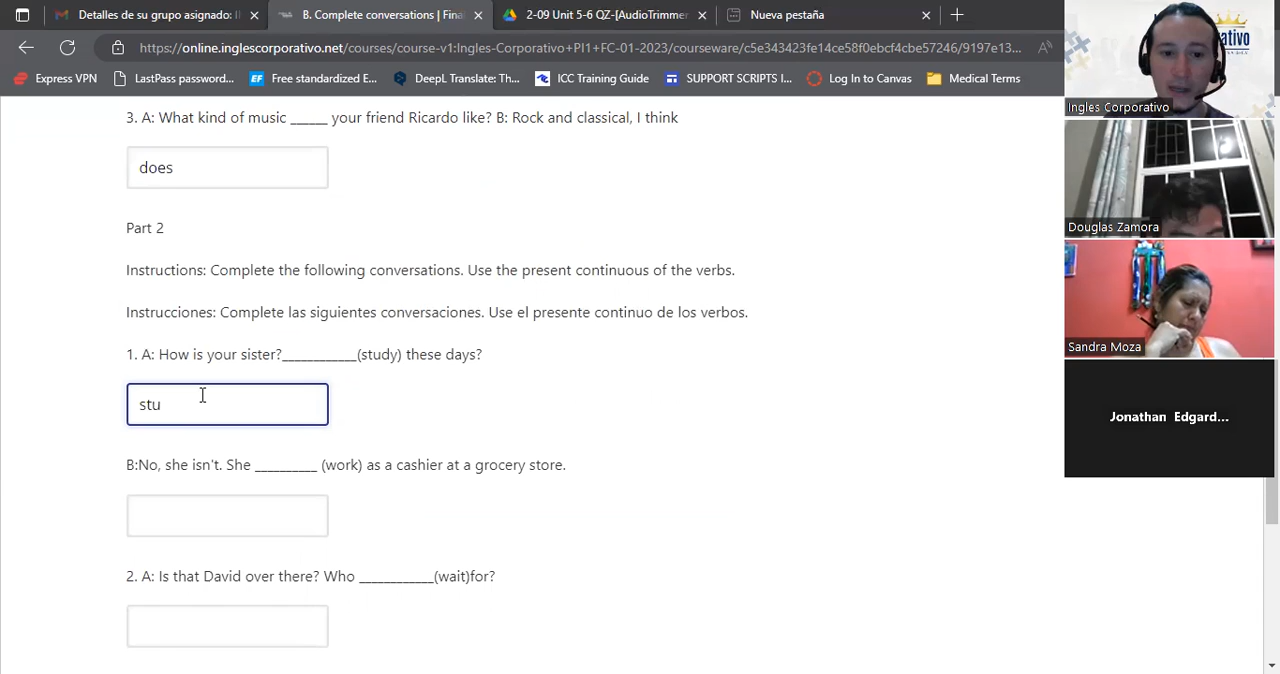 Detalles de su grupo asignado: I
B. Complete conversations | Fina
2-09 Unit 5-6 QZ-[AudioTrimmer
Nueva pestaña
https://online.inglescorporativo.net/courses/course-v1:Ingles-Corporativo+PI1+FC-01-2023/courseware/c5e343423fe14ce58f0ebcf4cbe57246/9197e13...
Express VPN
LastPass password...
Free standardized E...
DeepL Translate: Th...
ICC Training Guide
SUPPORT SCRIPTS I...
Log In to Canvas
Medical Terms
3. A: What kind of music ______ your friend Ricardo like? B: Rock and classical, I think
does
Part 2
Instructions: Complete the following conversations. Use the present continuous of the verbs.
Instrucciones: Complete las siguientes conversaciones. Use el presente continuo de los verbos.
1. A: How is your sister?____________(study) these days?
stu
B:No, she isn't. She __________ (work) as a cashier at a grocery store.
2. A: Is that David over there? Who ____________(wait)for?
Ingles Corporativo
Douglas Zamora
Sandra Moza
Jonathan Edgard...